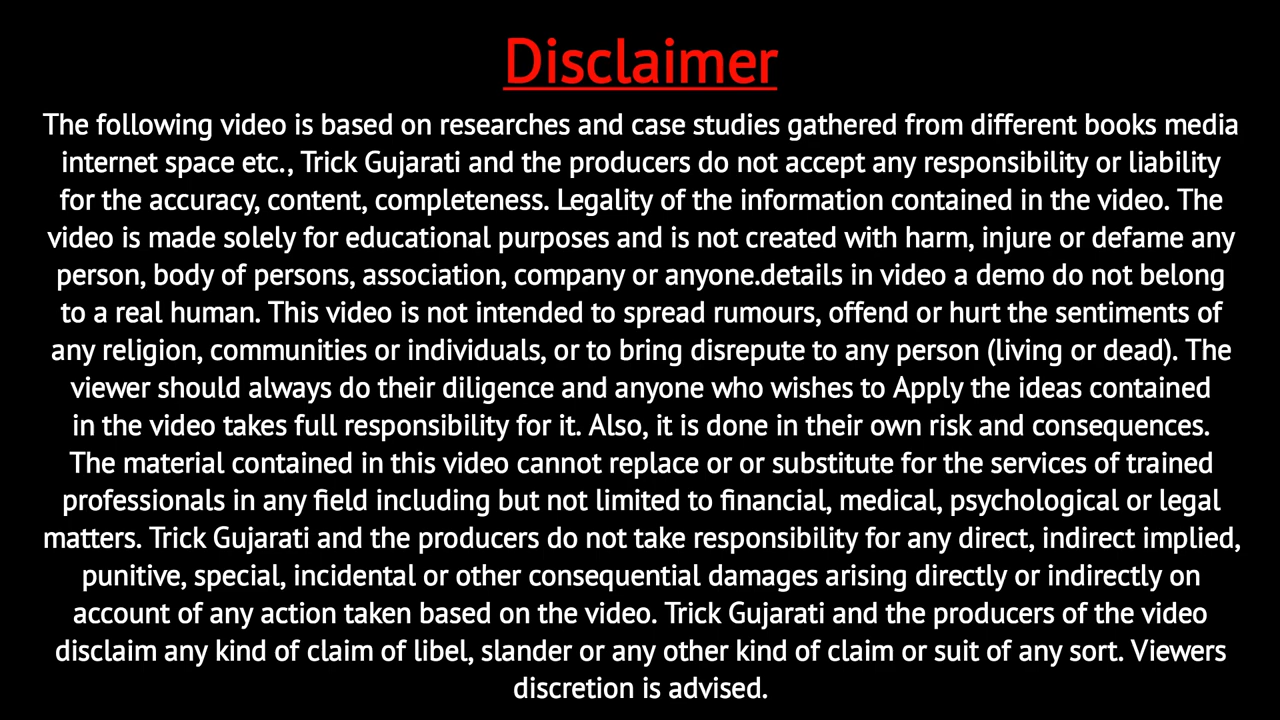 Disclaimer
The following video is based on researches and case studies gathered from different books media
internet space etc., Trick Gujarati and the producers do not accept any responsibility or liability
for the accuracy, content, completeness. Legality of the information contained in the video. The
video is made solely for educational purposes and is not created with harm, injure or defame any
person, body of persons, association, company or anyone.details in video a demo do not belong
to a real human. This video is not intended to spread rumours, offend or hurt the sentiments of
any religion, communities or individuals, or to bring disrepute to any person (living or dead). The
viewer should always do their diligence and anyone who wishes to Apply the ideas contained
in the video takes full responsibility for it. Also, it is done in their own risk and consequences.
The material contained in this video cannot replace or or substitute for the services of trained
professionals in any field including but not limited to financial, medical, psychological or legal
matters. Trick Gujarati and the producers do not take responsibility for any direct, indirect implied,
punitive, special, incidental or other consequential damages arising directly or indirectly on
account of any action taken based on the video. Trick Gujarati and the producers of the video
disclaim any kind of claim of libel, slander or any other kind of claim or suit of any sort. Viewers
discretion is advised.